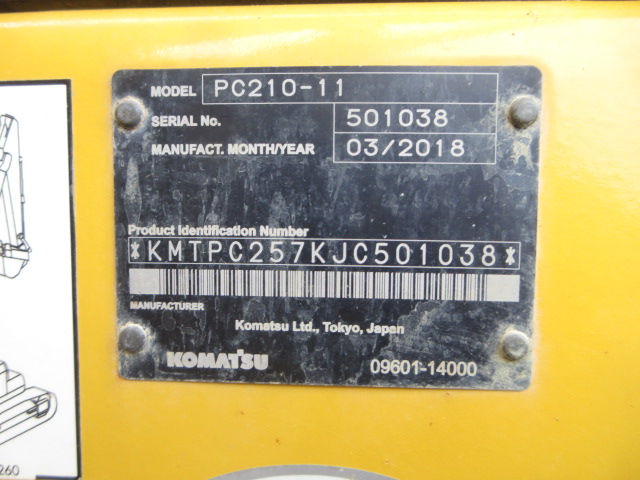 MODEL PC210-11
SERIAL No. 501038
MANUFACT. MONTH/YEAR 03/2018
Product Identification Number
*KMTPC257KJC501038*
MANUFACTURER
Komatsu Ltd., Tokyo, Japan
KOMATSU 09601-14000
260